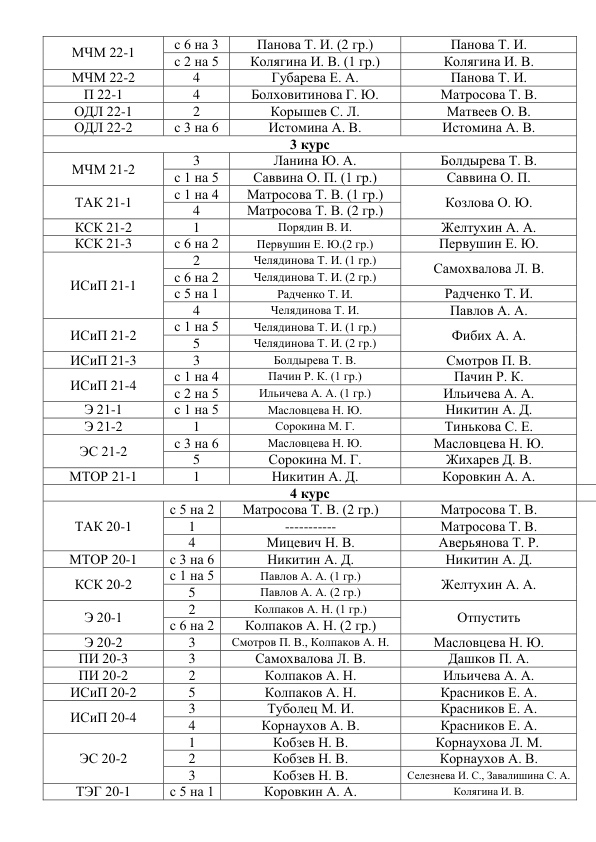 МЧМ 22-1 с 6 на 3 Панова Т. И. (2 гр.) Панова Т. И.
с 2 на 5 Колягина И. В. (1 гр.) Колягина И. В.
МЧМ 22-2 4 Губарева Е. А. Панова Т. И.
П 22-1 4 Болховитинова Г. Ю. Матросова Т. В.
ОДЛ 22-1 2 Корышев С. Л. Матвеев О. В.
ОДЛ 22-2 с 3 на 6 Истомина А. В. Истомина А. В.
3 курс
МЧМ 21-2 3 Ланина Ю. А. Болдырева Т. В.
с 1 на 5 Саввина О. П. (1 гр.) Саввина О. П.
ТАК 21-1 с 1 на 4 Матросова Т. В. (1 гр.) Козлова О. Ю.
4 Матросова Т. В. (2 гр.)
КСК 21-2 1 Порядин В. И. Желтухин А. А.
КСК 21-3 с 6 на 2 Первушин Е. Ю.(2 гр.) Первушин Е. Ю.
ИСиП 21-1 2 Челядинова Т. И. (1 гр.) Самохвалова Л. В.
с 6 на 2 Челядинова Т. И. (2 гр.)
с 5 на 1 Радченко Т. И. Радченко Т. И.
4 Челядинова Т. И. Павлов А. А.
ИСиП 21-2 с 1 на 5 Челядинова Т. И. (1 гр.) Фибих А. А.
5 Челядинова Т. И. (2 гр.)
ИСиП 21-3 3 Болдырева Т. В. Смотров П. В.
ИСиП 21-4 с 1 на 4 Пачин Р. К. (1 гр.) Пачин Р. К.
с 2 на 5 Ильичева А. А. (1 гр.) Ильичева А. А.
Э 21-1 с 1 на 5 Масловцева Н. Ю. Никитин А. Д.
Э 21-2 1 Сорокина М. Г. Тинькова С. Е.
ЭС 21-2 с 3 на 6 Масловцева Н. Ю. Масловцева Н. Ю.
5 Сорокина М. Г. Жихарев Д. В.
МТОР 21-1 1 Никитин А. Д. Коровкин А. А.
4 курс
ТАК 20-1 с 5 на 2 Матросова Т. В. (2 гр.) Матросова Т. В.
1 ----------- Матросова Т. В.
4 Мицевич Н. В. Аверьянова Т. Р.
МТОР 20-1 с 3 на 6 Никитин А. Д. Никитин А. Д.
КСК 20-2 с 1 на 5 Павлов А. А. (1 гр.) Желтухин А. А.
5 Павлов А. А. (2 гр.)
Э 20-1 2 Колпаков А. Н. (1 гр.) Отпустить
с 6 на 2 Колпаков А. Н. (2 гр.)
Э 20-2 3 Смотров П. В., Колпаков А. Н. Масловцева Н. Ю.
ПИ 20-3 3 Самохвалова Л. В. Дашков П. А.
ПИ 20-2 2 Колпаков А. Н. Ильичева А. А.
ИСиП 20-2 5 Колпаков А. Н. Красников Е. А.
ИСиП 20-4 3 Туболец М. И. Красников Е. А.
4 Корнаухов А. В. Красников Е. А.
ЭС 20-2 1 Кобзев Н. В. Корнаухова Л. М.
2 Кобзев Н. В. Корнаухов А. В.
3 Кобзев Н. В. Селезнева И. С., Завалишина С. А.
ТЭГ 20-1 с 5 на 1 Коровкин А. А. Колягина И. В.